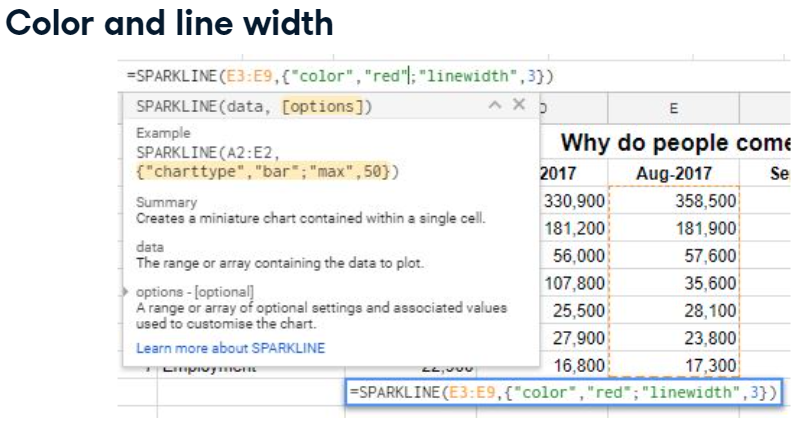 Color and line width
=SPARKLINE(E3:E9,{"color","red";"linewidth",3})
SPARKLINE(data, [options])
E
Example
SPARKLINE(A2:E2,
{"charttype","bar";"max",50})
Why do people come
2017 Aug-2017 Se
Summary
Creates a miniature chart contained within a single cell.
330,900 358,500
181,200 181,900
data
The range or array containing the data to plot.
56,000 57,600
107,800 35,600
options - [optional]
A range or array of optional settings and associated values
used to customise the chart.
25,500 28,100
27,900 23,800
Learn more about SPARKLINE
7 Employment 22,300 16,800 17,300
=SPARKLINE(E3:E9,{"color","red";"linewidth",3})